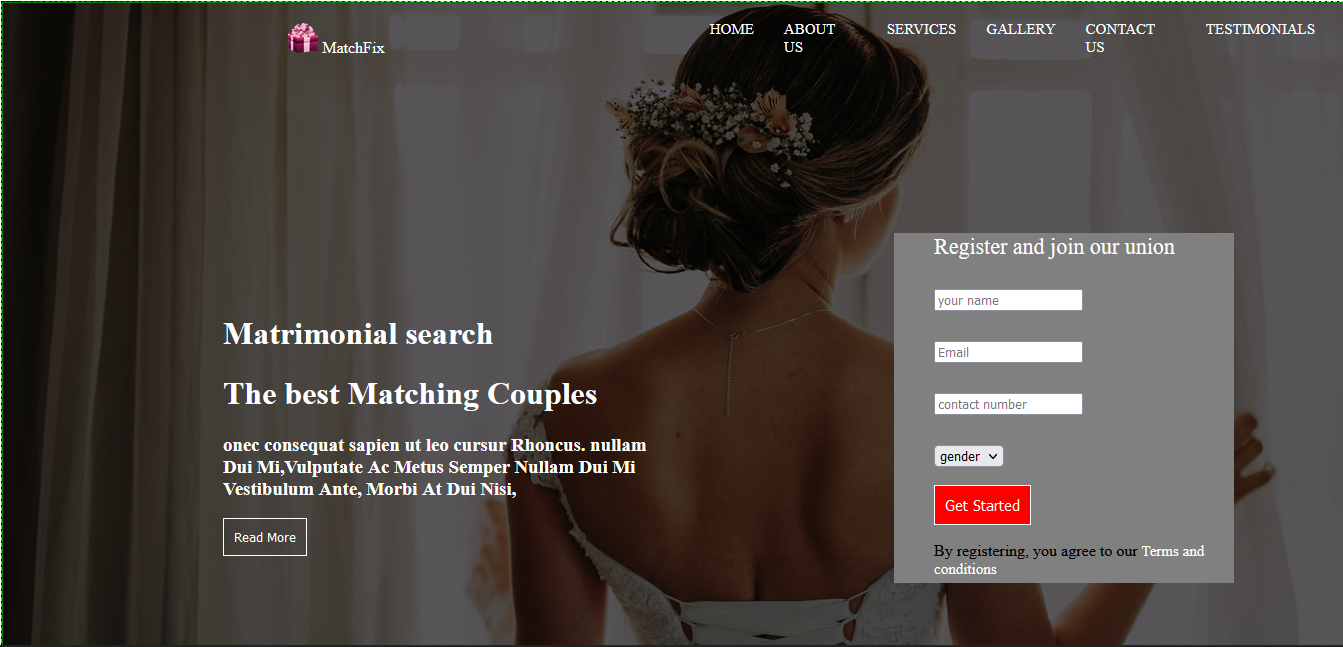 MatchFix
HOME
ABOUT
US
SERVICES
GALLERY
CONTACT
US
TESTIMONIALS
Matrimonial search
The best Matching Couples
onec consequat sapien ut leo cursur Rhoncus. nullam
Dui Mi,Vulputate Ac Metus Semper Nullam Dui Mi
Vestibulum Ante, Morbi At Dui Nisi,
Read More
Register and join our union
your name
Email
contact number
gender
Get Started
By registering, you agree to our Terms and
conditions